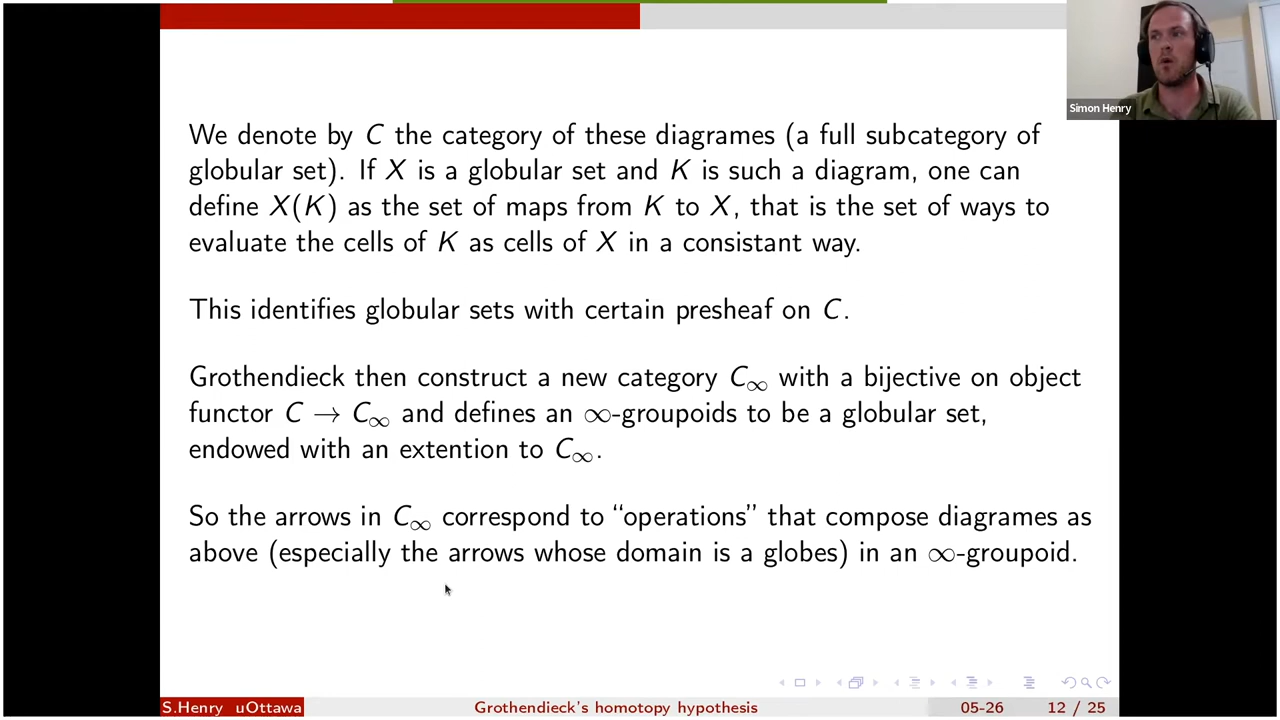 Simon Henry
We denote by C the category of these diagrames (a full subcategory of
globular set). If X is a globular set and K is such a diagram, one can
define X(K) as the set of maps from K to X, that is the set of ways to
evaluate the cells of K as cells of X in a consistant way.
This identifies globular sets with certain presheaf on C.
Grothendieck then construct a new category C∞ with a bijective on object
functor C → C∞ and defines an ∞-groupoids to be a globular set,
endowed with an extention to C∞.
So the arrows in C∞ correspond to “operations” that compose diagrames as
above (especially the arrows whose domain is a globes) in an ∞-groupoid.
S.Henry uOttawa Grothendieck's homotopy hypothesis 05-26 12 / 25